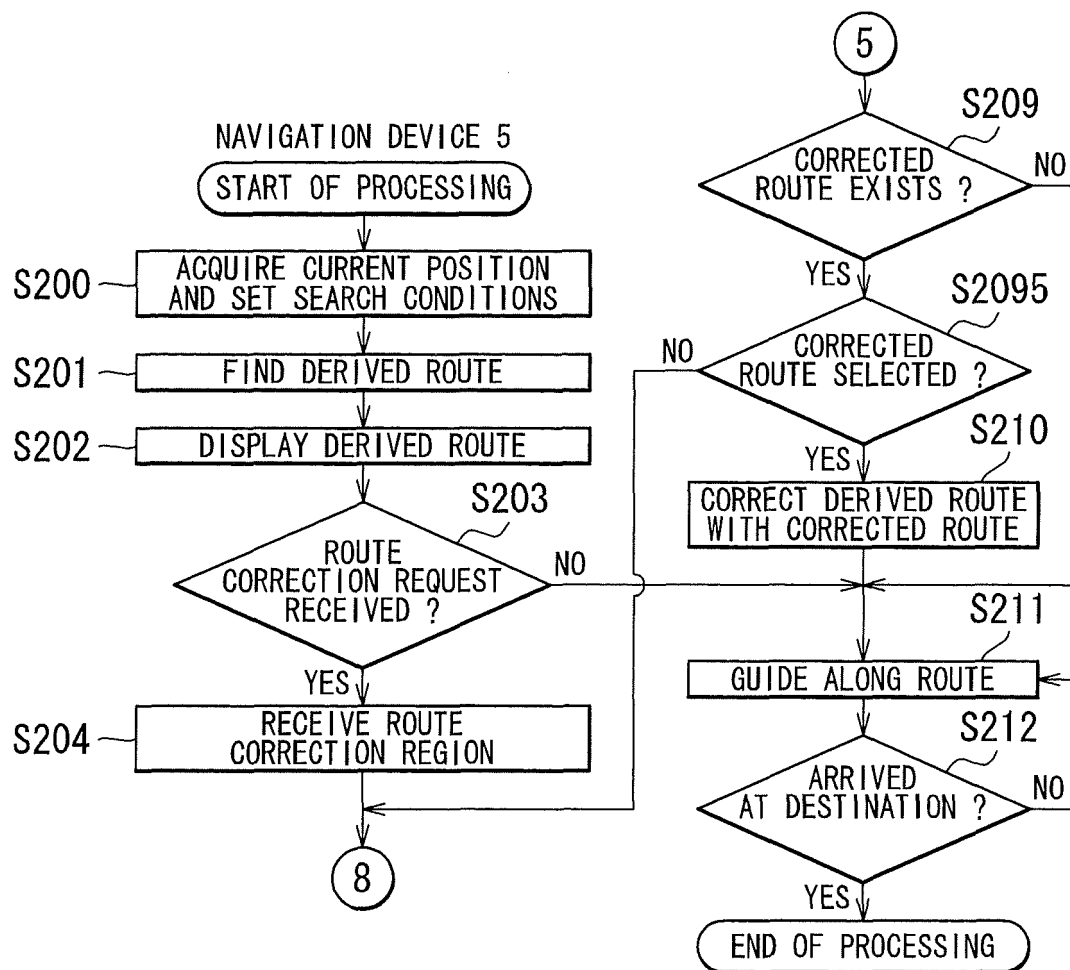 NAVIGATION DEVICE 5
START OF PROCESSING
S200
ACQUIRE CURRENT POSITION
AND SET SEARCH CONDITIONS
S201
FIND DERIVED ROUTE
S202
DISPLAY DERIVED ROUTE
S203
ROUTE
CORRECTION REQUEST
RECEIVED ?
NO
YES
S204
RECEIVE ROUTE
CORRECTION REGION
8
5
S209
CORRECTED
ROUTE EXISTS ?
NO
YES
S2095
CORRECTED
ROUTE SELECTED ?
NO
YES
S210
CORRECT DERIVED ROUTE
WITH CORRECTED ROUTE
S211
GUIDE ALONG ROUTE
S212
ARRIVED
AT DESTINATION ?
NO
YES
END OF PROCESSING